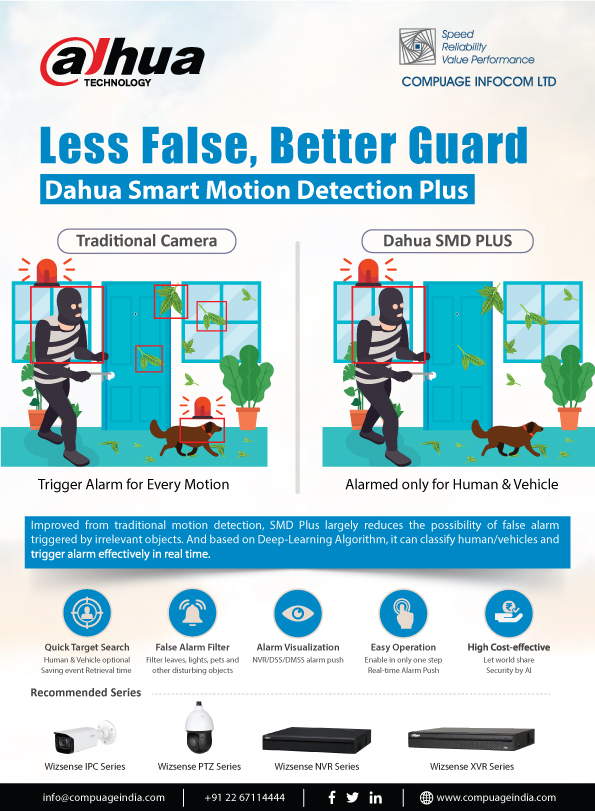 alhua
TECHNOLOGY
Speed
Reliability
Value Performance
COMPUAGE INFOCOM LTD
Less False, Better Guard
Dahua Smart Motion Detection Plus
Traditional Camera
Dahua SMD PLUS
Trigger Alarm for Every Motion
Alarmed only for Human & Vehicle
Improved from traditional motion detection, SMD Plus largely reduces the possibility of false alarm
triggered by irrelevant objects. And based on Deep-Learning Algorithm, it can classify human/vehicles and
trigger alarm effectively in real time.
Quick Target Search
Human & Vehicle optional
Saving event Retrieval time
False Alarm Filter
Filter leaves, lights, pets and
other disturbing objects
Alarm Visualization
NVR/DSS/DMSS alarm push
Easy Operation
Enable in only one step
Real-time Alarm Push
High Cost-effective
Let world share
Security by AI
Recommended Series
Wizsense IPC Series
Wizsense PTZ Series
Wizsense NVR Series
Wizsense XVR Series
info@compuageindia.com
+91 22 67114444
www.compuageindia.com